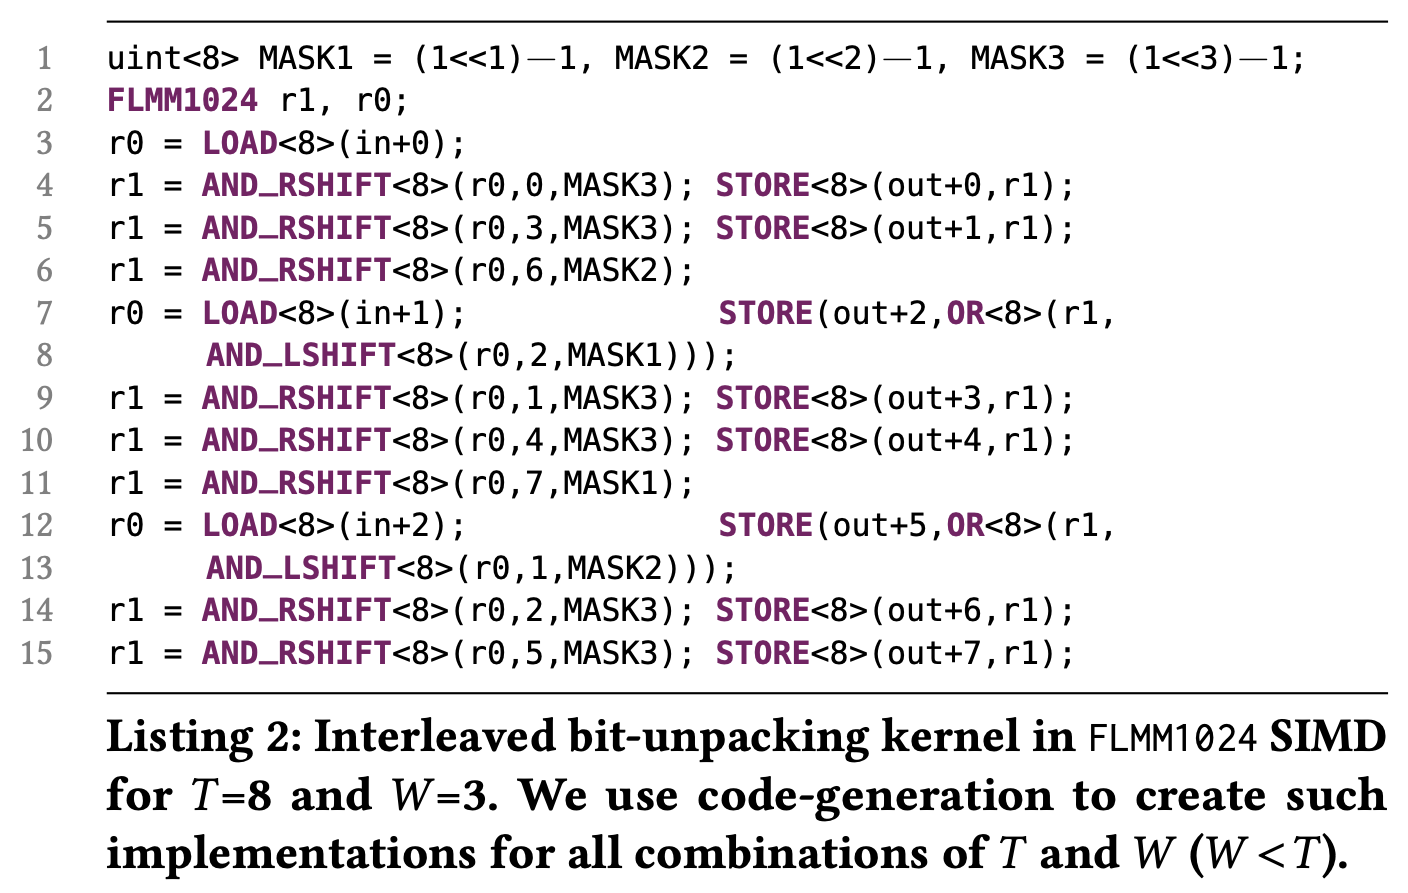 1 uint<8> MASK1 = (1<<1)−1, MASK2 = (1<<2)−1, MASK3 = (1<<3)−1;
2 FLMM1024 r1, r0;
3 r0 = LOAD<8>(in+0);
4 r1 = AND_RSHIFT<8>(r0,0,MASK3); STORE<8>(out+0,r1);
5 r1 = AND_RSHIFT<8>(r0,3,MASK3); STORE<8>(out+1,r1);
6 r1 = AND_RSHIFT<8>(r0,6,MASK2);
7 r0 = LOAD<8>(in+1); STORE(out+2,OR<8>(r1,
8 AND_LSHIFT<8>(r0,2,MASK1)));
9 r1 = AND_RSHIFT<8>(r0,1,MASK3); STORE<8>(out+3,r1);
10 r1 = AND_RSHIFT<8>(r0,4,MASK3); STORE<8>(out+4,r1);
11 r1 = AND_RSHIFT<8>(r0,7,MASK1);
12 r0 = LOAD<8>(in+2); STORE(out+5,OR<8>(r1,
13 AND_LSHIFT<8>(r0,1,MASK2)));
14 r1 = AND_RSHIFT<8>(r0,2,MASK3); STORE<8>(out+6,r1);
15 r1 = AND_RSHIFT<8>(r0,5,MASK3); STORE<8>(out+7,r1);
Listing 2: Interleaved bit-unpacking kernel in FLMM1024 SIMD
for T=8 and W=3. We use code-generation to create such
implementations for all combinations of T and W (W < T).